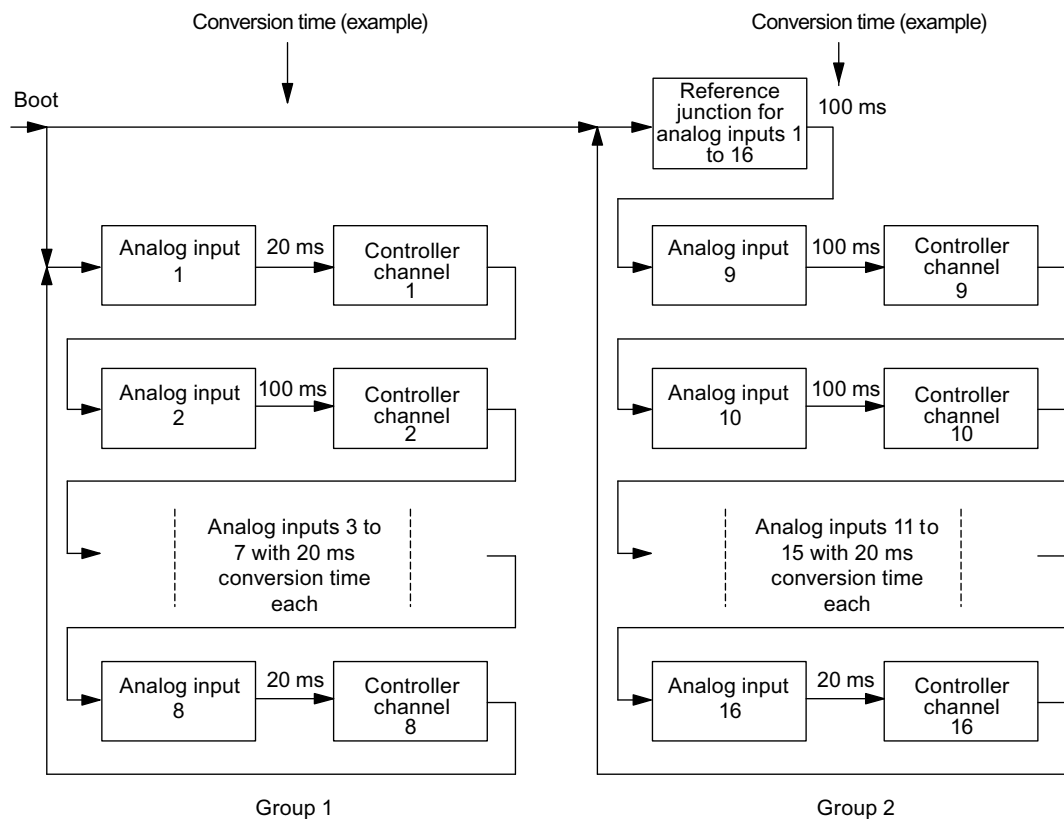 Conversion time (example)
Conversion time (example)
Boot
Reference
junction for
analog inputs 1
to 16
100 ms
Analog input
1
20 ms
Controller
channel
1
Analog input
2
100 ms
Controller
channel
2
Analog inputs 3 to
7 with 20 ms
conversion time
each
Analog input
8
20 ms
Controller
channel
8
Group 1
Analog input
9
100 ms
Controller
channel
9
Analog input
10
100 ms
Controller
channel
10
Analog inputs 11 to
15 with 20 ms
conversion time
each
Analog input
16
20 ms
Controller
channel
16
Group 2